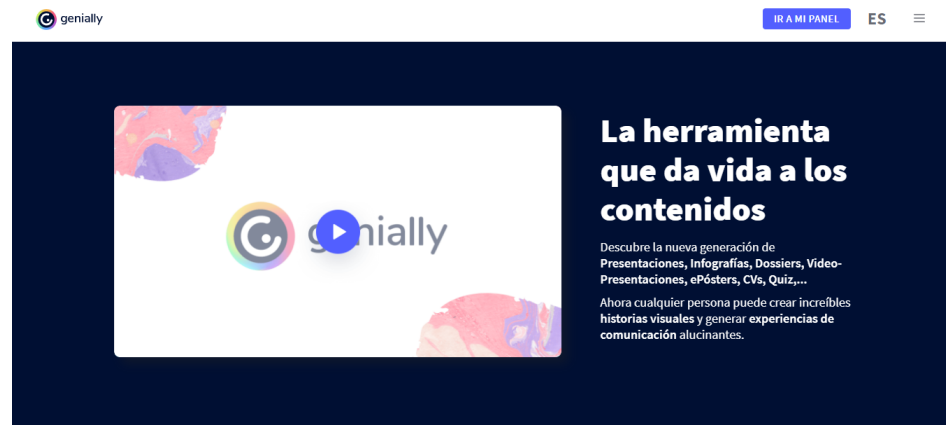 genially
IR A MI PANEL
ES
genially
La herramienta
que da vida a los
contenidos
Descubre la nueva generación de
Presentaciones, Infografías, Dossiers, Video-
Presentaciones, ePósters, CVs, Quiz,...
Ahora cualquier persona puede crear increíbles
historias visuales y generar experiencias de
comunicación alucinantes.